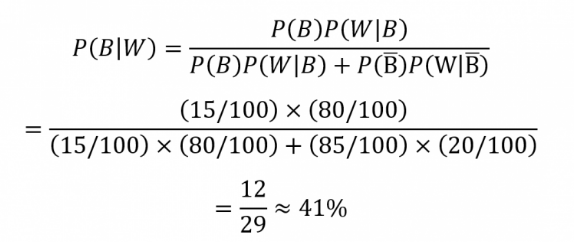 P(B|W) = P(B)P(W|B) / P(B)P(W|B) + P(B̅)P(W|B̅)
= (15/100) × (80/100) / (15/100) × (80/100) + (85/100) × (20/100)
= 12/29 ≈ 41%